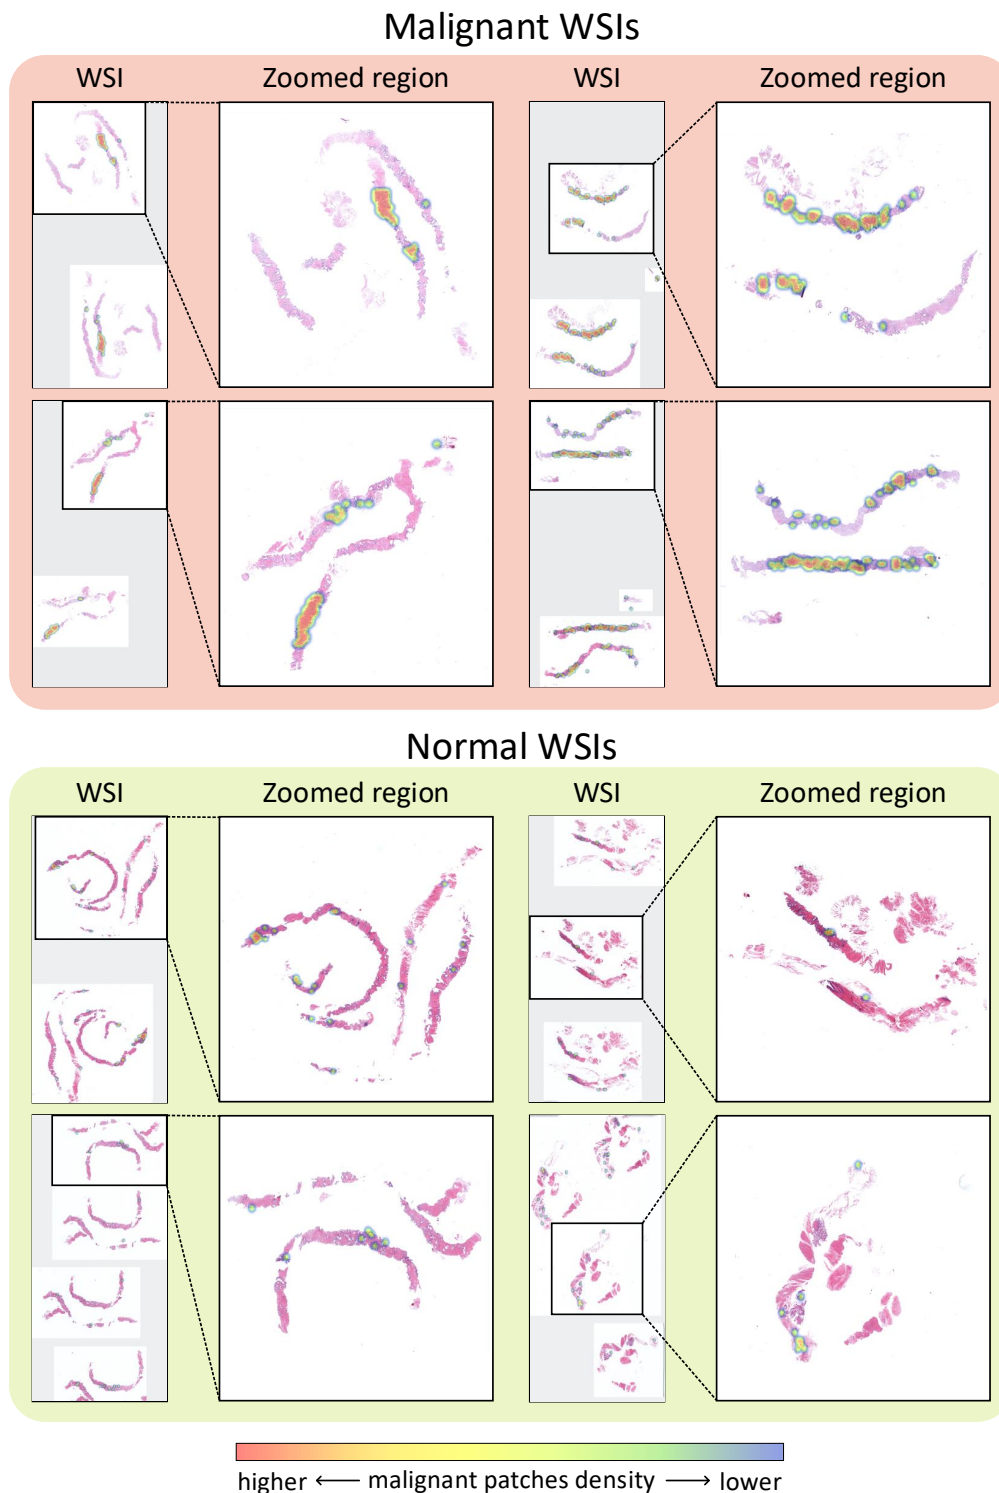 Malignant WSIs
WSI Zoomed region WSI Zoomed region
Normal WSIs
WSI Zoomed region WSI Zoomed region
higher ← malignant patches density → lower